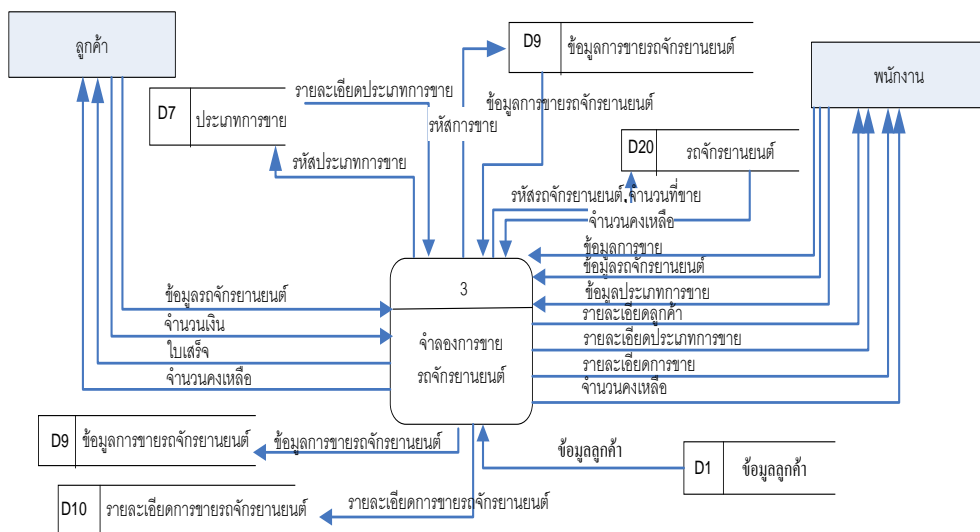 ลูกค้า
D9
ข้อมูลการขายรถจักรยานยนต์
พนักงาน
รายละเอียดประเภทการขาย
ข้อมูลการขายรถจักรยานยนต์
D7
ประเภทการขาย
รหัสการขาย
D20
รถจักรยานยนต์
รหัสประเภทการขาย
รหัสรถจักรยานยนต์,จำนวนที่ขาย
จำนวนคงเหลือ
ข้อมูลการขาย
ข้อมูลรถจักรยานยนต์
ข้อมูลประเภทการขาย
3
ข้อมูลรถจักรยานยนต์
รายละเอียดลูกค้า
จำนวนเงิน
จำลองการขาย
รายละเอียดประเภทการขาย
ใบเสร็จ
รถจักรยานยนต์
รายละเอียดการขาย
จำนวนคงเหลือ
จำนวนคงเหลือ
D9
ข้อมูลการขายรถจักรยานยนต์
ข้อมูลการขายรถจักรยานยนต์
ข้อมูลลูกค้า
D1
ข้อมูลลูกค้า
D10
รายละเอียดการขายรถจักรยานยนต์
รายละเอียดการขายรถจักรยานยนต์